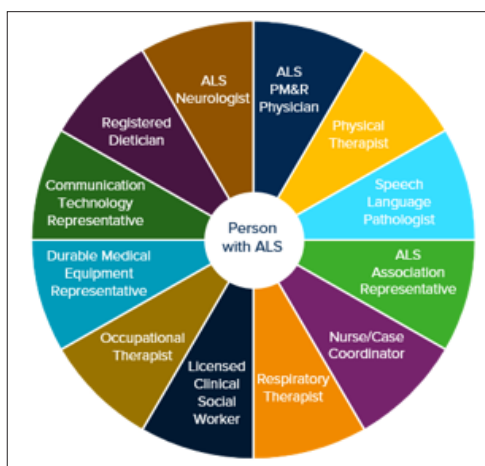 ALS
Neurologist
ALS
PM&R
Physician
Physical
Therapist
Speech
Language
Pathologist
ALS
Association
Representative
Nurse/Case
Coordinator
Respiratory
Therapist
Licensed
Clinical
Social
Worker
Occupational
Therapist
Durable Medical
Equipment
Representative
Communication
Technology
Representative
Registered
Dietician
Person
with ALS